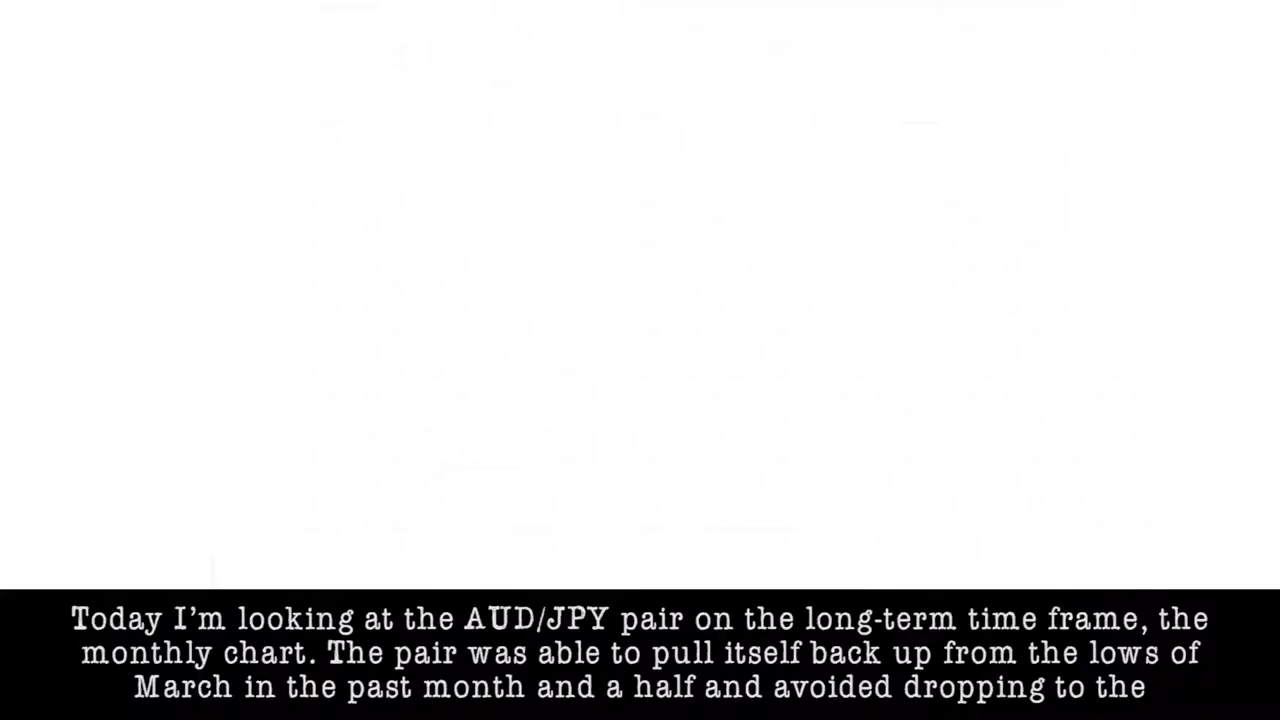 Today I'm looking at the AUD/JPY pair on the long-term time frame, the
monthly chart. The pair was able to pull itself back up from the lows of
March in the past month and a half and avoided dropping to the